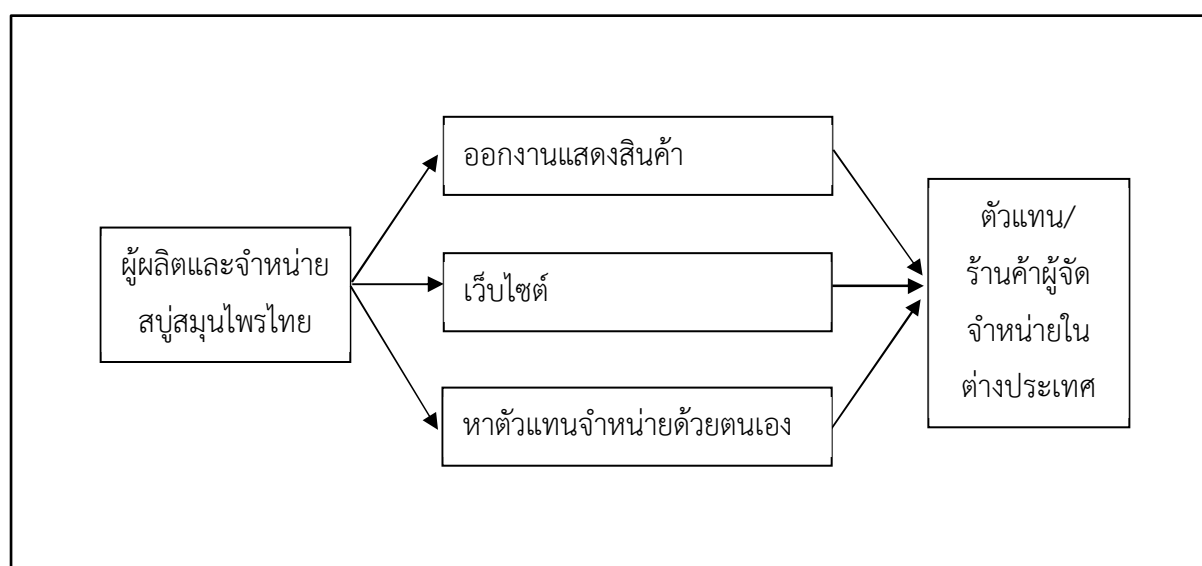 ออกงานแสดงสินค้า
ผู้ผลิตและจำหน่าย
สบู่สมุนไพรไทย
เว็บไซต์
หาตัวแทนจำหน่ายด้วยตนเอง
ตัวแทน/
ร้านค้าผู้จัด
จำหน่ายใน
ต่างประเทศ